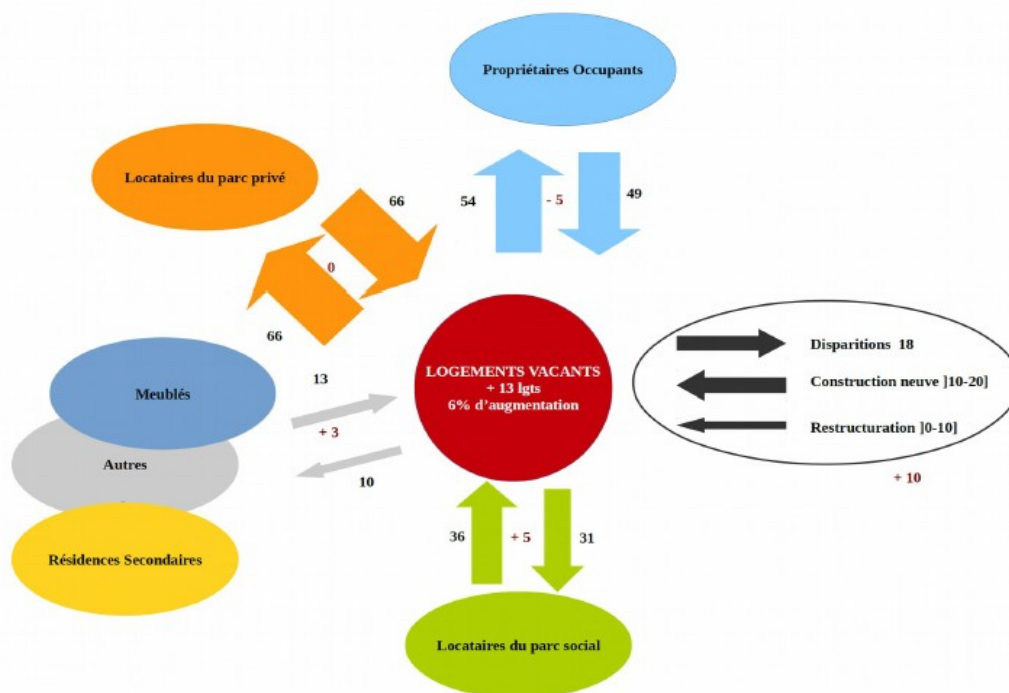 Propriétaires Occupants
Locataires du parc privé
66
54
- 5
49
0
66
13
LOGEMENTS VACANTS
+ 13 lgts
6% d'augmentation
Disparitions 18
Construction neuve ]10-20]
Restructuration ]0-10]
+ 10
Meublés
+ 3
Autres
10
Résidences Secondaires
36
+ 5
31
Locataires du parc social